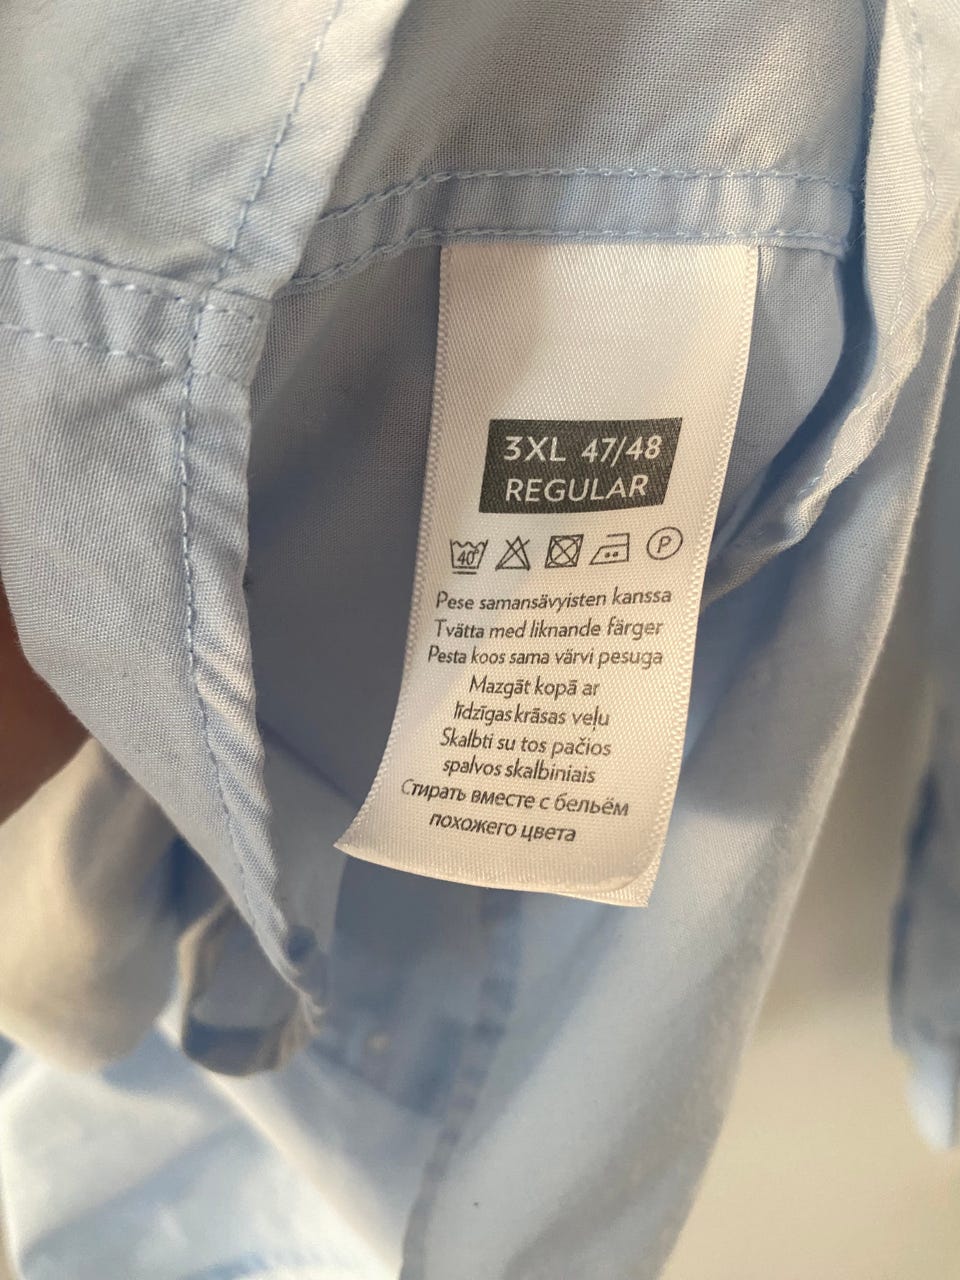 3XL 47/48
REGULAR
40° P
Pese samansävyisten kanssa
Tvätta med liknande färger
Pesta koos sama värvi pesuga
Mazgāt kopā ar
līdzīgas krāsas veļu
Skalbti su tos pačios
spalvos skalbiniais
Стирать вместе с бельём
похожего цвета